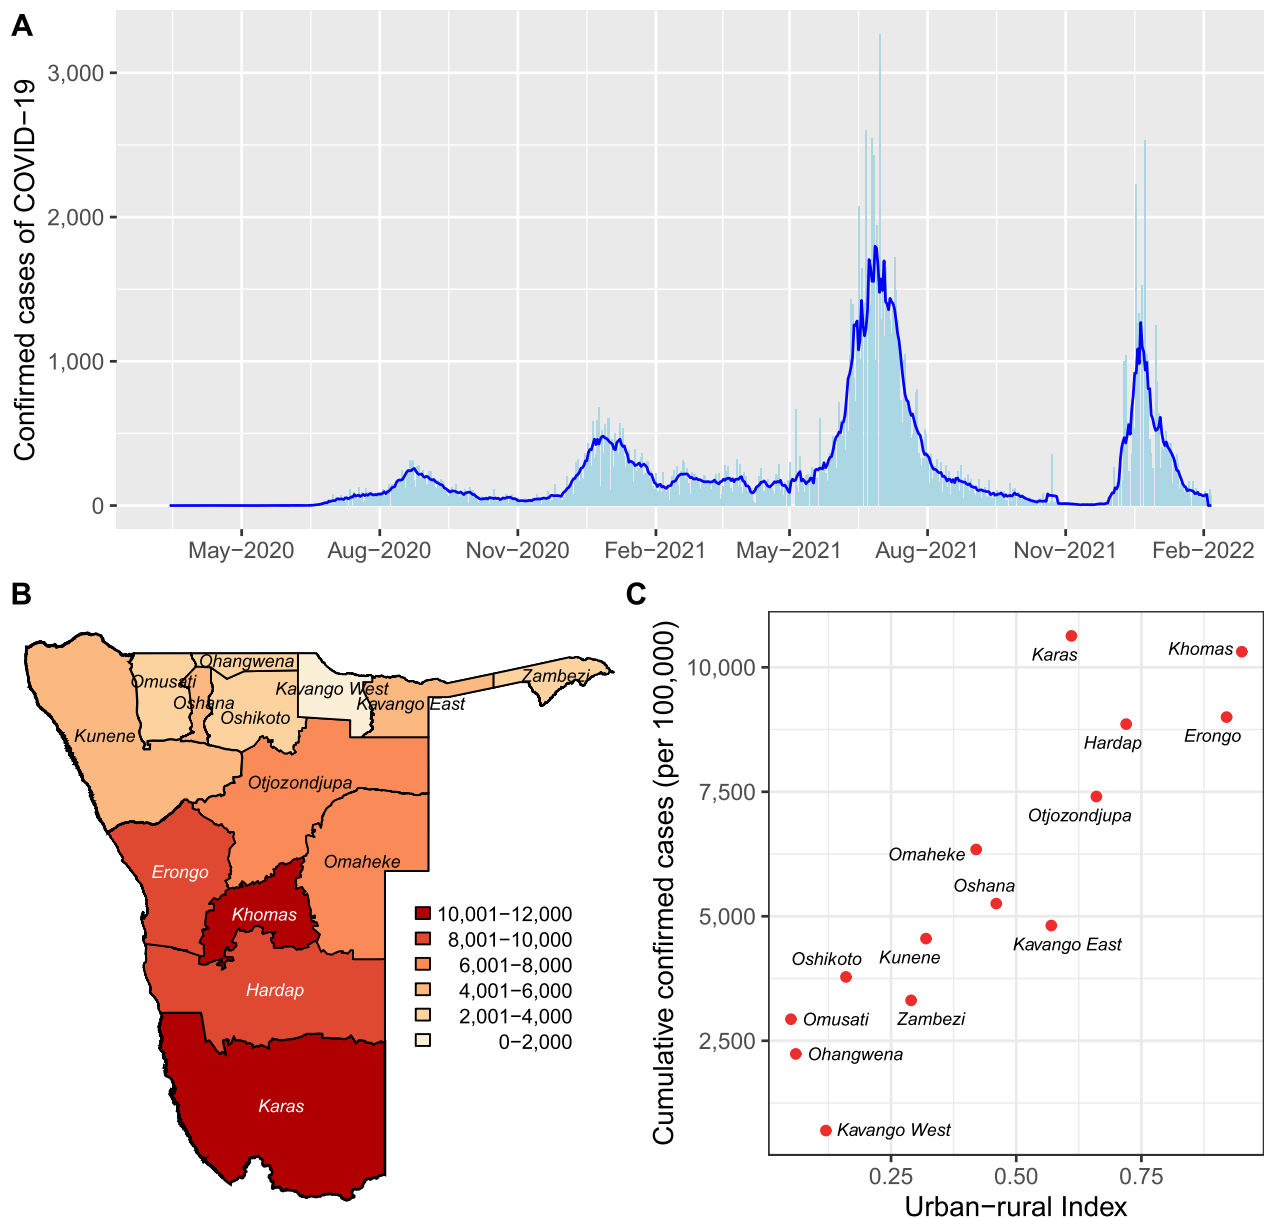 A
Confirmed cases of COVID−19
3,000
2,000
1,000
0
May−2020 Aug−2020 Nov−2020 Feb−2021 May−2021 Aug−2021 Nov−2021 Feb−2022
B
Ohangwena
Omusati
Oshana
Oshikoto
Kavango West
Kavango East
Zambezi
Kunene
Otjozondjupa
Omaheke
Erongo
Khomas
Hardap
Karas
10,001−12,000
8,001−10,000
6,001−8,000
4,001−6,000
2,001−4,000
0−2,000
C
Cumulative confirmed cases (per 100,000)
10,000
7,500
5,000
2,500
Karas
Khomas
Erongo
Hardap
Otjozondjupa
Omaheke
Oshana
Kavango East
Kunene
Oshikoto
Zambezi
Omusati
Ohangwena
Kavango West
0.25 0.50 0.75
Urban−rural Index